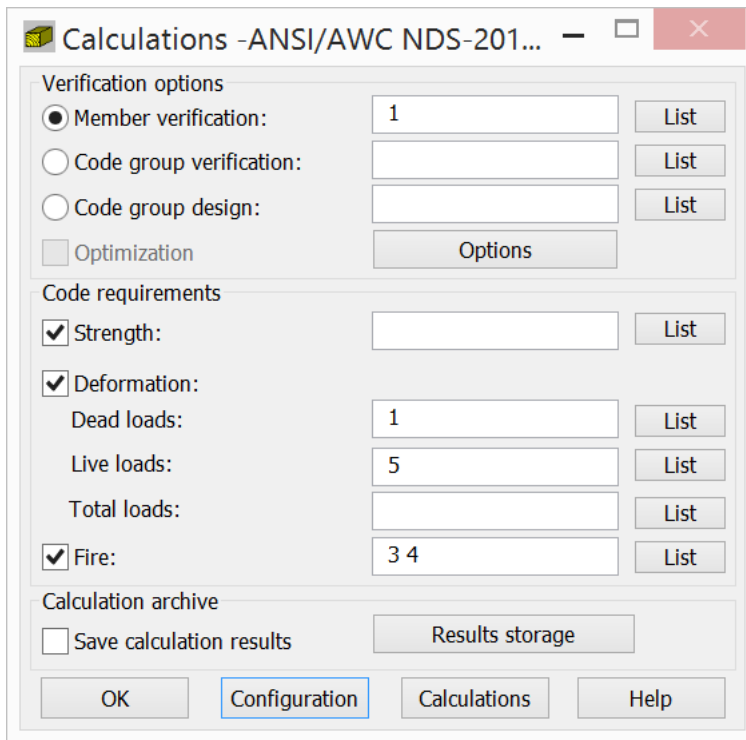 Calculations -ANSI/AWC NDS-201...
Verification options
Member verification: 1 List
Code group verification: List
Code group design: List
Optimization Options
Code requirements
Strength: List
Deformation:
Dead loads: 1 List
Live loads: 5 List
Total loads: List
Fire: 3 4 List
Calculation archive
Save calculation results Results storage
OK Configuration Calculations Help